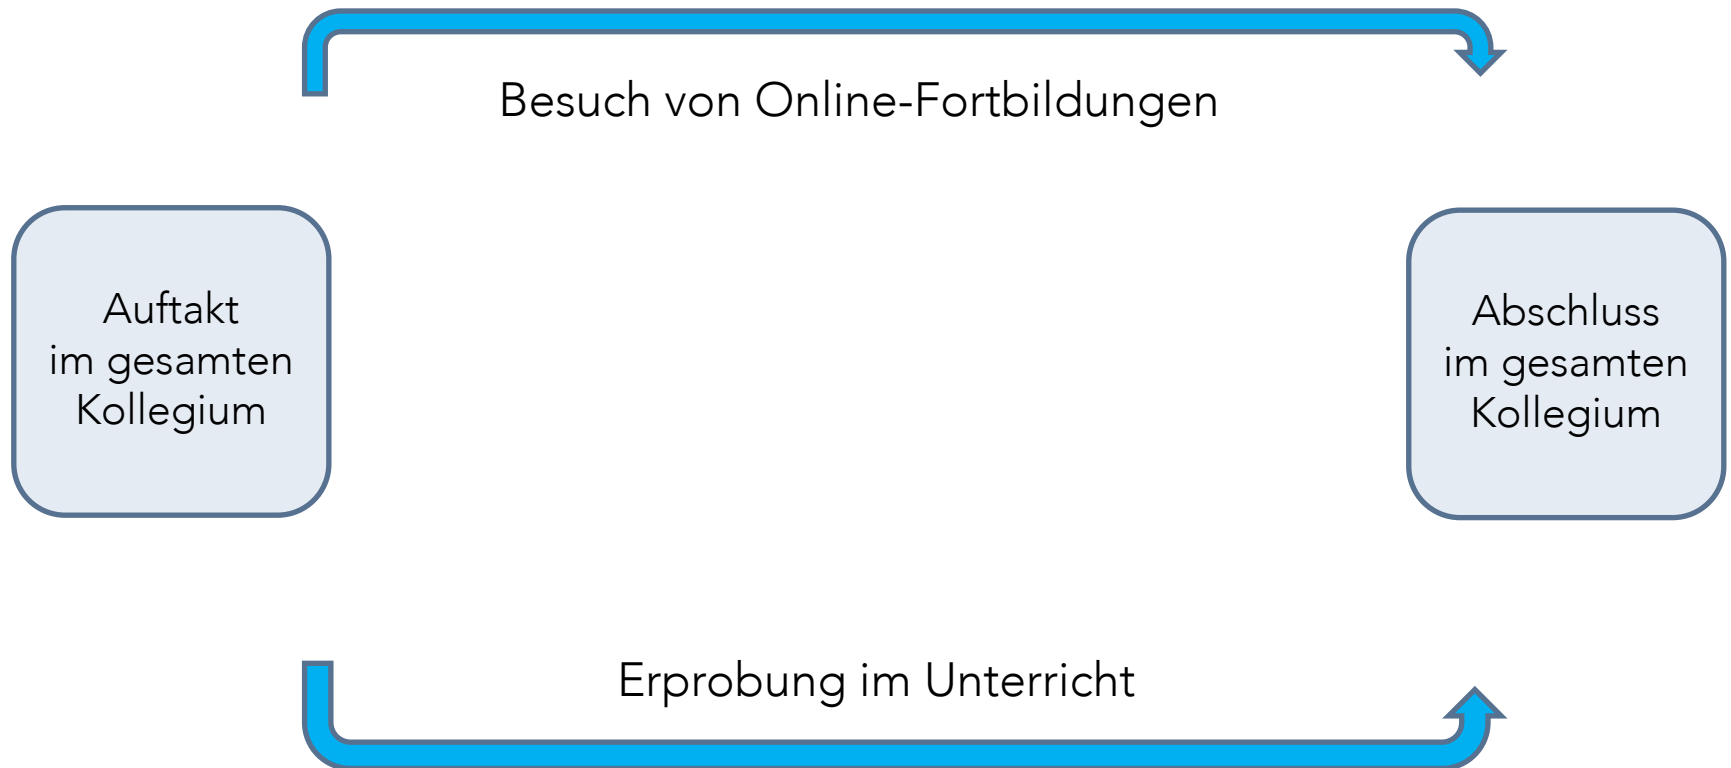 Besuch von Online-Fortbildungen
Auftakt
im gesamten
Kollegium
Abschluss
im gesamten
Kollegium
Erprobung im Unterricht